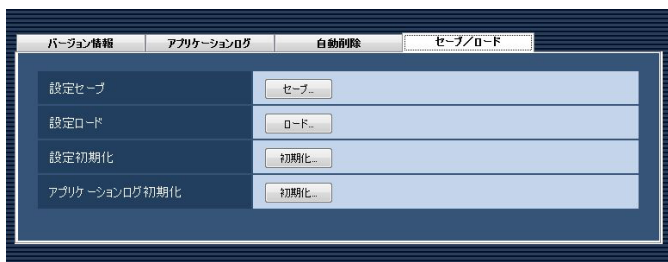 バージョン情報 アプリケーションログ 自動削除 セーブ/ロード
設定セーブ セーブ...
設定ロード ロード...
設定初期化 初期化...
アプリケーションログ初期化 初期化...